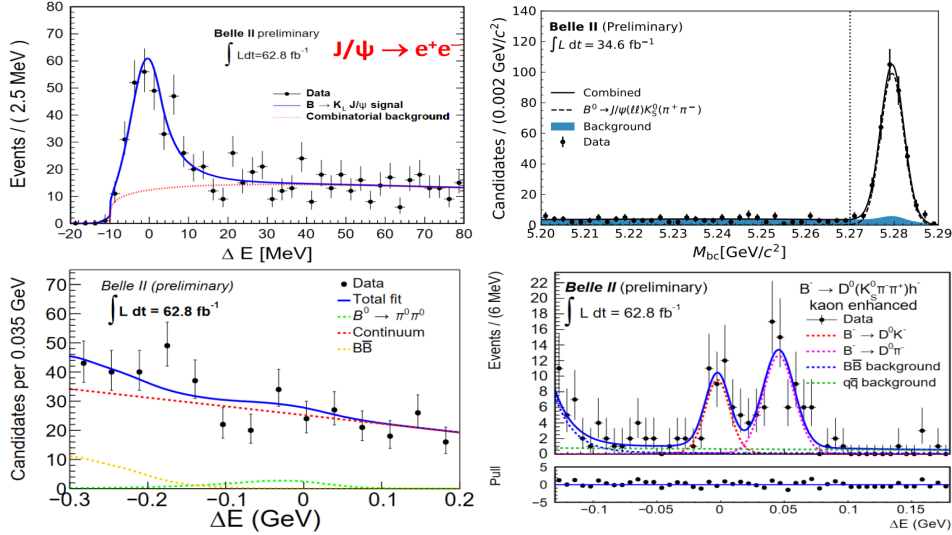 Belle II preliminary
∫ Ldt=62.8 fb⁻¹
J/ψ → e⁺e⁻
Data
B → K_L J/ψ signal
Combinatorial background
Events / ( 2.5 MeV )
70
60
50
40
30
20
10
0
−20 −10 0 10 20 30 40 50 60 70 80
Δ E [MeV]
Belle II (Preliminary)
∫L dt = 34.6 fb⁻¹
Combined
B⁰→J/ψ(ℓℓ)K_S⁰(π⁺π⁻)
Background
Data
Candidates / (0.002 GeV/c²)
140
120
100
80
60
40
20
0
5.20 5.21 5.22 5.23 5.24 5.25 5.26 5.27 5.28 5.29
M_bc[GeV/c²]
Belle II (preliminary)
∫ L dt = 62.8 fb⁻¹
Data
Total fit
B⁰ → π⁰π⁰
Continuum
BB̅
Candidates per 0.035 GeV
70
60
50
40
30
20
10
0
−0.3 −0.2 −0.1 0 0.1 0.2
ΔE (GeV)
Belle II (preliminary)
∫ L dt = 62.8 fb⁻¹
B⁻ → D⁰(K_S⁰π⁻π⁺)h⁻
kaon enhanced
Data
B⁻ → D⁰K⁻
B⁻ → D⁰π⁻
BB̅ background
qq̅ background
Events / (6 MeV)
22
20
18
16
14
12
10
8
6
4
2
0
Pull
5
0
−5
−0.1 −0.05 0 0.05 0.1 0.15
ΔE (GeV)